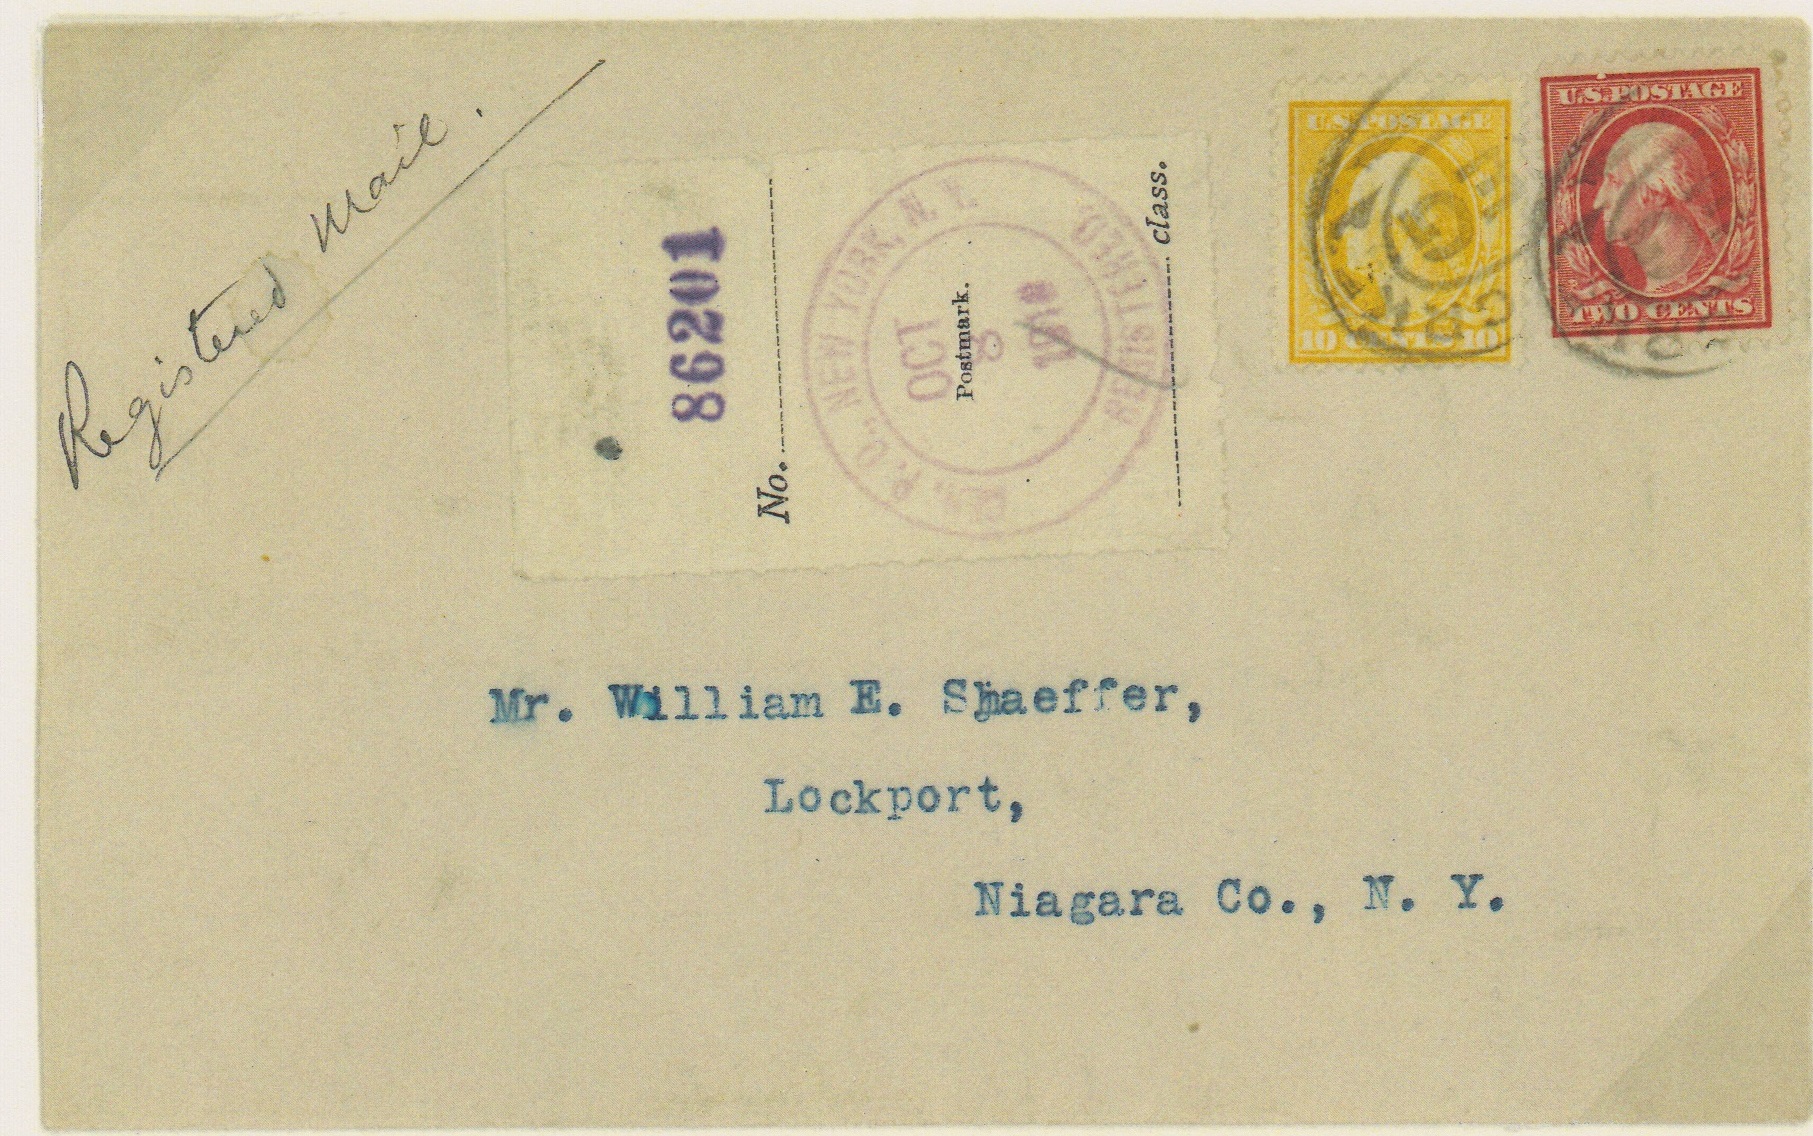 Registered Mail.
86201
No.
GEN. P. O., NEW YORK, N. Y.
REGISTERED
OCT
8
Postmark.
class.
U.S.POSTAGE
10 CENTS 10
U.S.POSTAGE
TWO CENTS
Mr. William E. Shaeffer,
Lockport,
Niagara Co., N. Y.